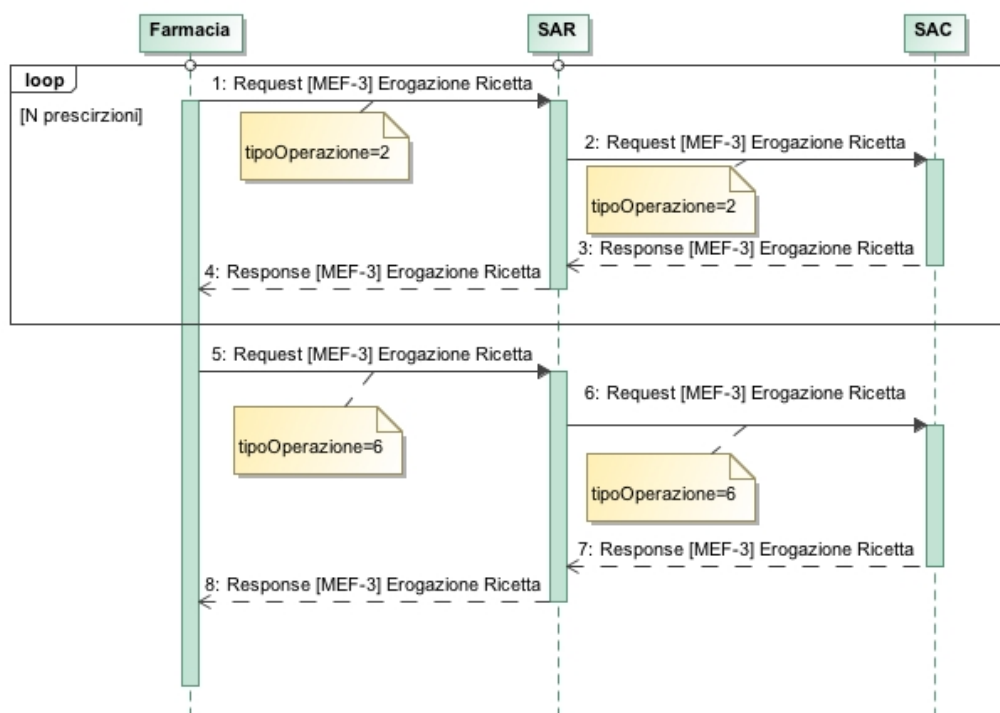 Farmacia
SAR
SAC
loop
[N prescirzioni]
1: Request [MEF-3] Erogazione Ricetta
tipoOperazione=2
2: Request [MEF-3] Erogazione Ricetta
tipoOperazione=2
3: Response [MEF-3] Erogazione Ricetta
4: Response [MEF-3] Erogazione Ricetta
5: Request [MEF-3] Erogazione Ricetta
6: Request [MEF-3] Erogazione Ricetta
tipoOperazione=6
tipoOperazione=6
7: Response [MEF-3] Erogazione Ricetta
8: Response [MEF-3] Erogazione Ricetta